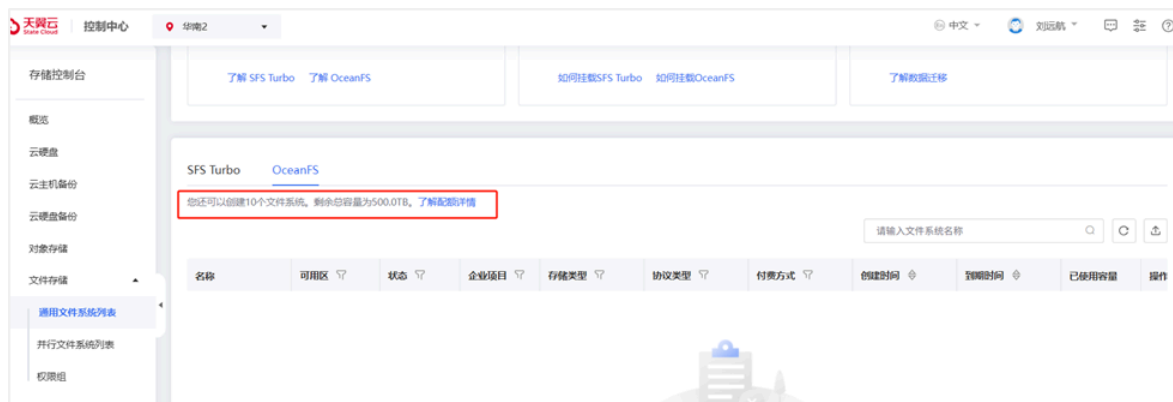 天翼云 State Cloud 控制中心 华南2 中文 刘远航
存储控制台
了解 SFS Turbo 了解 OceanFS 如何挂载SFS Turbo 如何挂载OceanFS 了解数据迁移
概览
云硬盘
云主机备份
云硬盘备份
对象存储
文件存储
通用文件系统列表
并行文件系统列表
权限组
SFS Turbo OceanFS
您还可以创建10个文件系统。剩余总容量为500.0TB。了解配额详情
请输入文件系统名称
名称 可用区 状态 企业项目 存储类型 协议类型 付费方式 创建时间 到期时间 已使用容量 操作